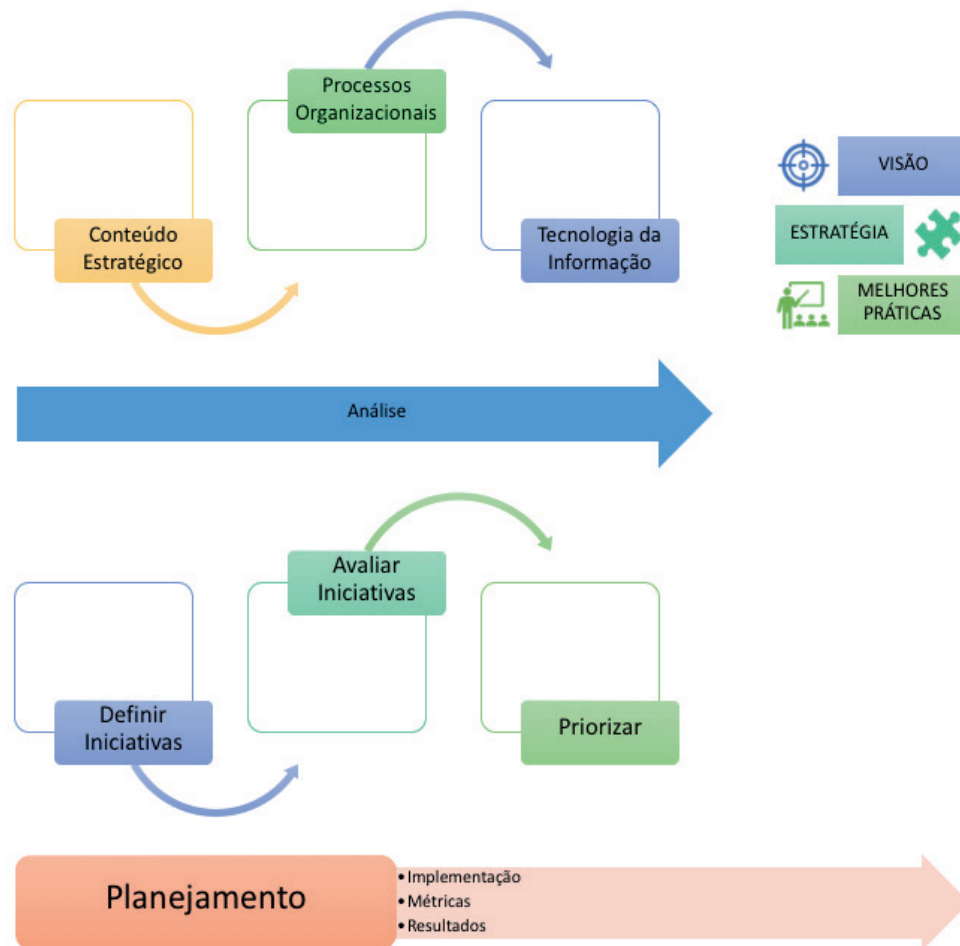 Processos
Organizacionais
Conteúdo
Estratégico
Tecnologia da
Informação
VISÃO
ESTRATÉGIA
MELHORES
PRÁTICAS
Análise
Avaliar
Iniciativas
Definir
Iniciativas
Priorizar
Planejamento
•Implementação
•Métricas
•Resultados